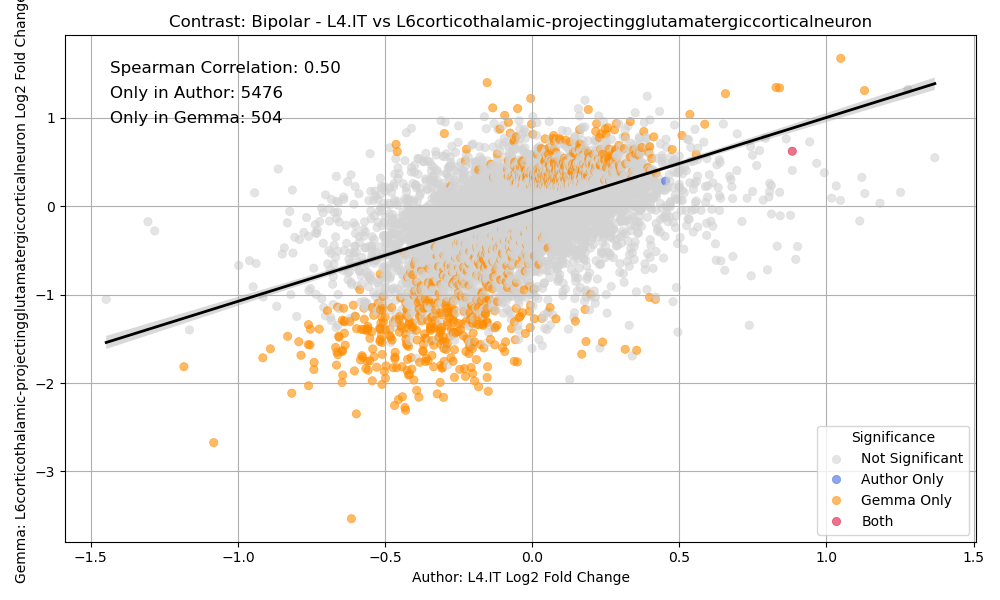 Contrast: Bipolar - L4.IT vs L6corticothalamic-projectingglutamatergiccorticalneuron
Gemma: L6corticothalamic-projectingglutamatergiccorticalneuron Log2 Fold Change
Spearman Correlation: 0.50
Only in Author: 5476
Only in Gemma: 504
1
0
−1
−2
−3
Significance
Not Significant
Author Only
Gemma Only
Both
−1.5 −1.0 −0.5 0.0 0.5 1.0 1.5
Author: L4.IT Log2 Fold Change